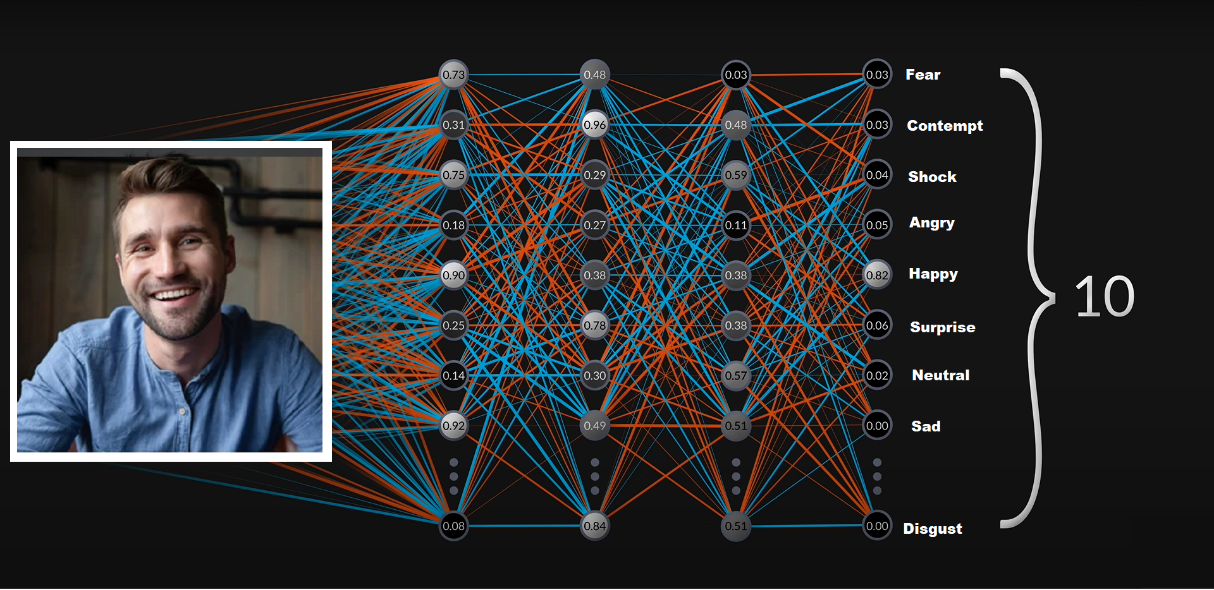 0.73 0.48 0.03 0.03 Fear
0.31 0.96 0.48 0.03 Contempt
0.75 0.29 0.59 0.04 Shock
0.18 0.27 0.11 0.05 Angry
0.90 0.38 0.38 0.82 Happy
10
0.25 0.78 0.38 0.06 Surprise
0.14 0.30 0.57 0.02 Neutral
0.92 0.49 0.51 0.00 Sad
0.08 0.84 0.51 0.00 Disgust